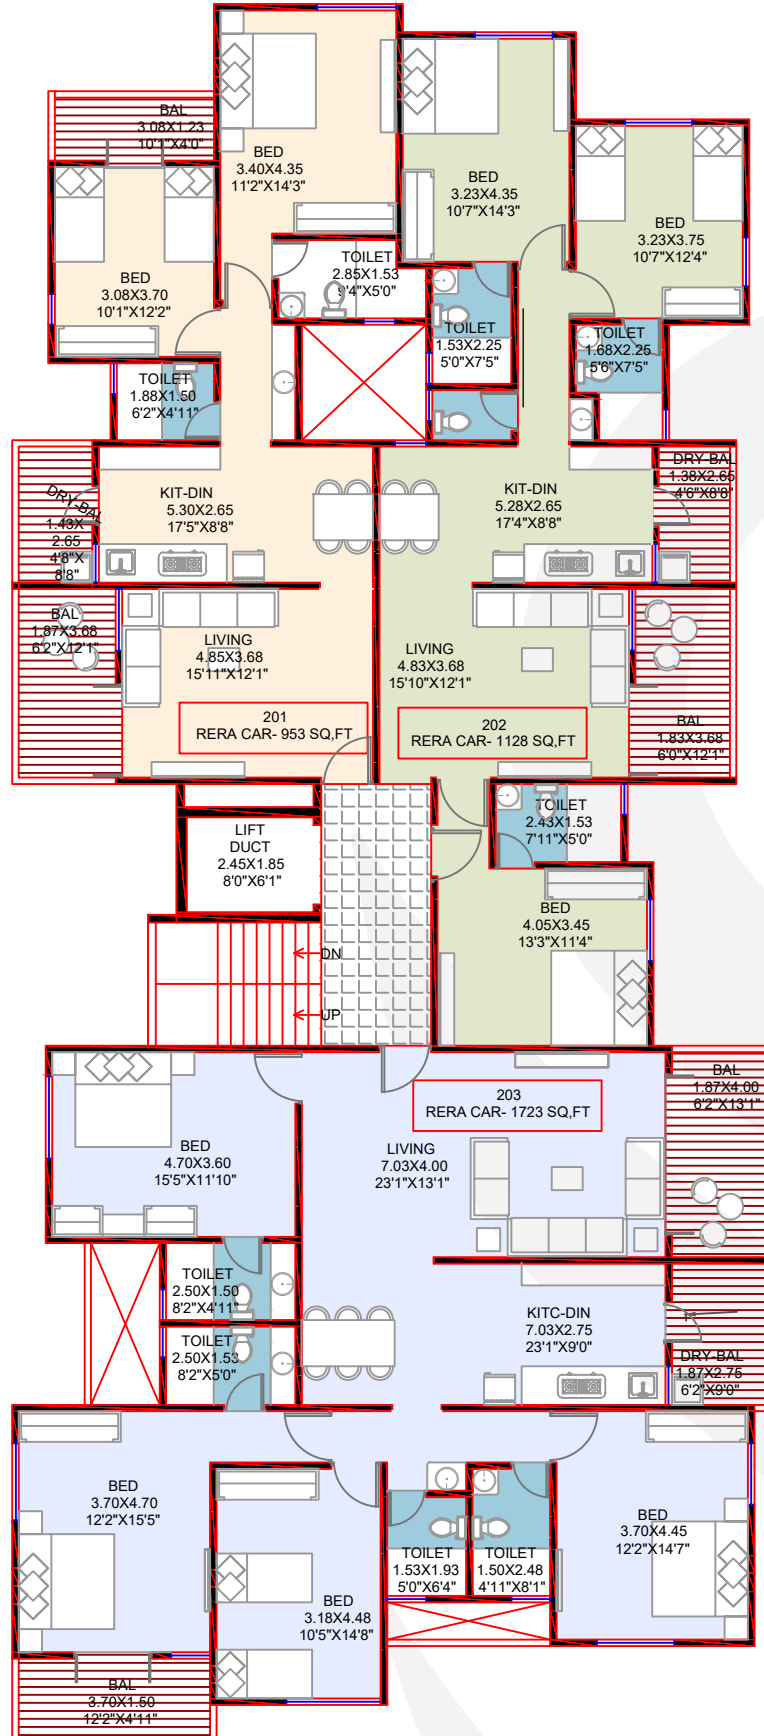 BAL
3.08X1.23
10'1"X4'0"
BED
3.40X4.35
11'2"X14'3"
BED
3.23X4.35
10'7"X14'3"
BED
3.23X3.75
10'7"X12'4"
BED
3.08X3.70
10'1"X12'2"
TOILET
2.85X1.53
9'4"X5'0"
TOILET
1.53X2.25
5'0"X7'5"
TOILET
1.68X2.25
5'6"X7'5"
TOILET
1.88X1.50
6'2"X4'11"
DRY-BAL
1.43X
2.65
4'8"X
8'8"
KIT-DIN
5.30X2.65
17'5"X8'8"
KIT-DIN
5.28X2.65
17'4"X8'8"
DRY-BAL
1.38X2.65
4'6"X8'8"
BAL
1.87X3.68
6'2"X12'1"
LIVING
4.85X3.68
15'11"X12'1"
LIVING
4.83X3.68
15'10"X12'1"
BAL
1.83X3.68
6'0"X12'1"
201
RERA CAR- 953 SQ,FT
202
RERA CAR- 1128 SQ,FT
LIFT
DUCT
2.45X1.85
8'0"X6'1"
TOILET
2.43X1.53
7'11"X5'0"
BED
4.05X3.45
13'3"X11'4"
DN
UP
203
RERA CAR- 1723 SQ,FT
BAL
1.87X4.00
6'2"X13'1"
BED
4.70X3.60
15'5"X11'10"
LIVING
7.03X4.00
23'1"X13'1"
TOILET
2.50X1.50
8'2"X4'11"
TOILET
2.50X1.53
8'2"X5'0"
KITC-DIN
7.03X2.75
23'1"X9'0"
DRY-BAL
1.87X2.75
6'2"X9'0"
BED
3.70X4.70
12'2"X15'5"
BED
3.18X4.48
10'5"X14'8"
TOILET
1.53X1.93
5'0"X6'4"
TOILET
1.50X2.48
4'11"X8'1"
BED
3.70X4.45
12'2"X14'7"
BAL
3.70X1.50
12'2"X4'11"